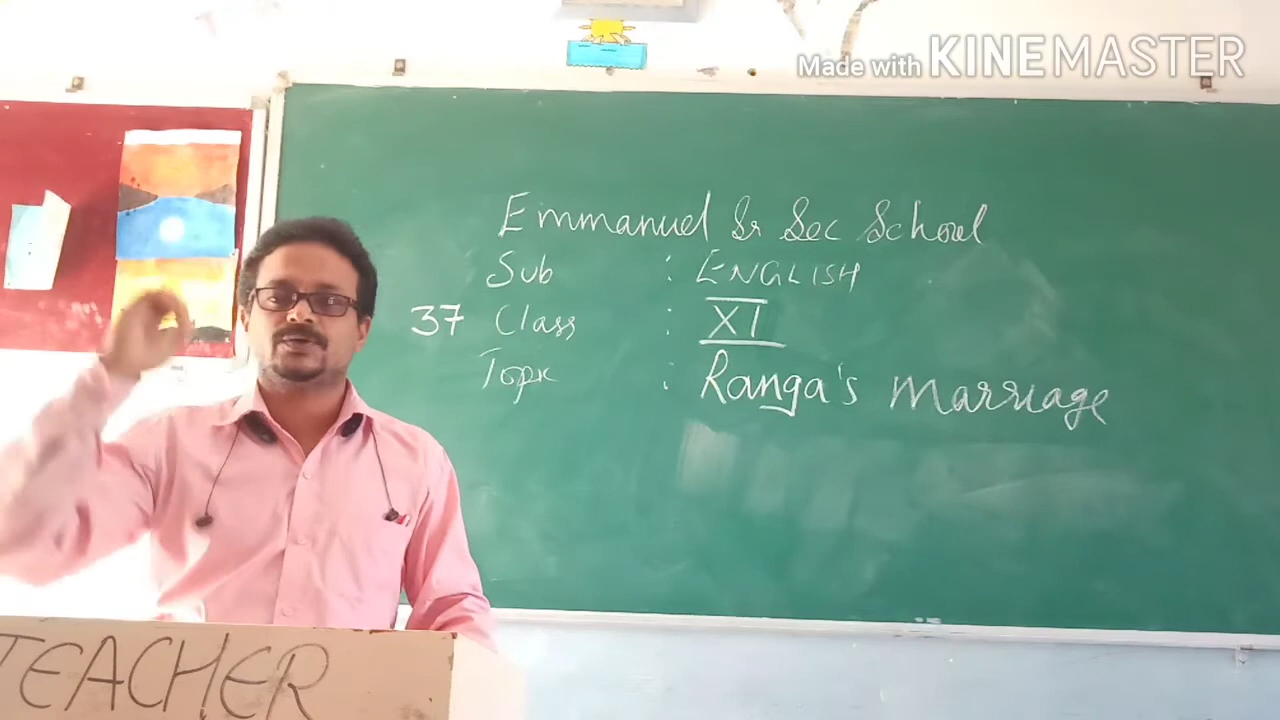 Made with KINEMASTER
Emmanuel Sr Sec School
Sub : ENGLISH
37 Class : XI
Topic : Ranga's Marriage
TEACHER